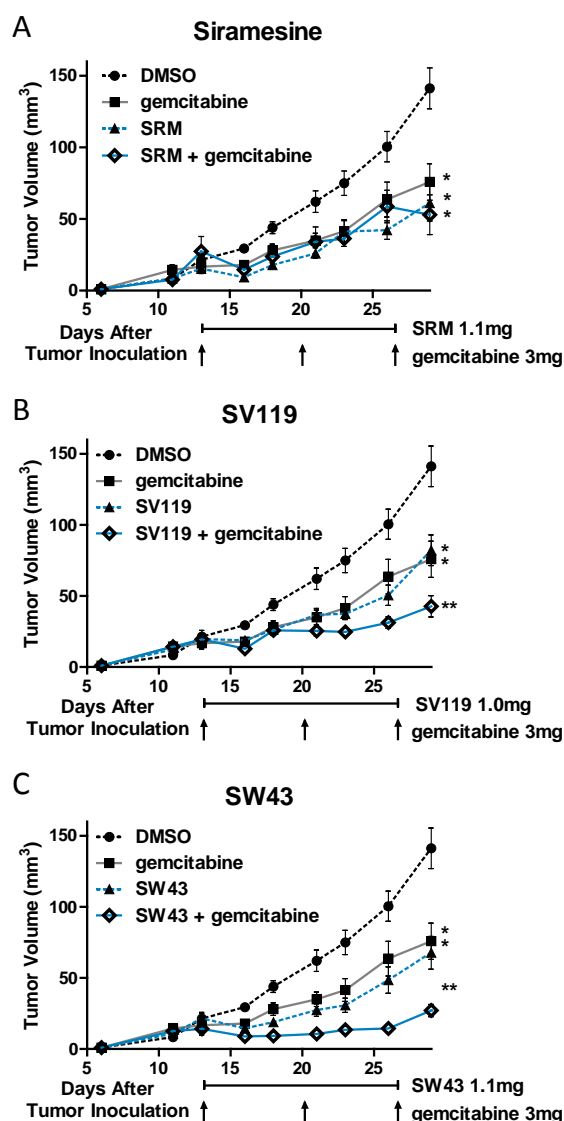 A
Siramesine
Tumor Volume (mm³)
150
100
50
0
DMSO
gemcitabine
SRM
SRM + gemcitabine
*
*
*
5 10 15 20 25
Days After
Tumor Inoculation
SRM 1.1mg
gemcitabine 3mg
B
SV119
Tumor Volume (mm³)
150
100
50
0
DMSO
gemcitabine
SV119
SV119 + gemcitabine
*
*
**
5 10 15 20 25
Days After
Tumor Inoculation
SV119 1.0mg
gemcitabine 3mg
C
SW43
Tumor Volume (mm³)
150
100
50
0
DMSO
gemcitabine
SW43
SW43 + gemcitabine
*
*
**
5 10 15 20 25
Days After
Tumor Inoculation
SW43 1.1mg
gemcitabine 3mg